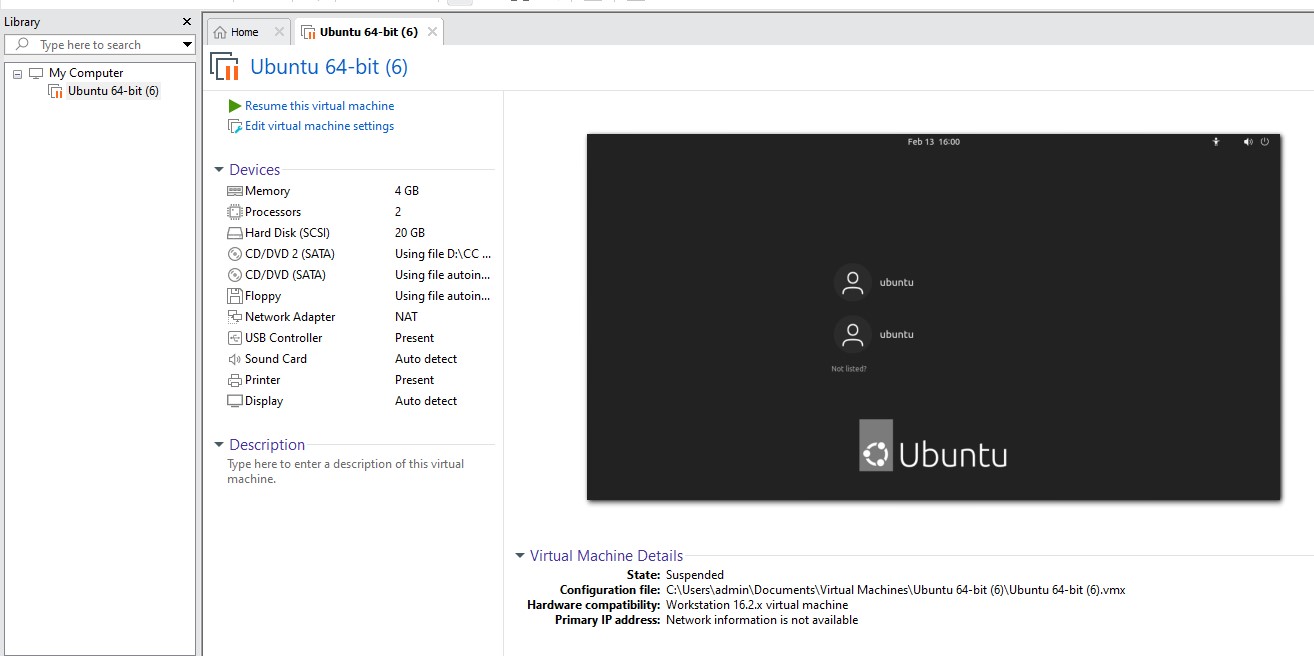 Library
Type here to search
My Computer
Ubuntu 64-bit (6)
Home
Ubuntu 64-bit (6)
Ubuntu 64-bit (6)
Resume this virtual machine
Edit virtual machine settings
Devices
Memory 4 GB
Processors 2
Hard Disk (SCSI) 20 GB
CD/DVD 2 (SATA) Using file D:\CC ...
CD/DVD (SATA) Using file autoin...
Floppy Using file autoin...
Network Adapter NAT
USB Controller Present
Sound Card Auto detect
Printer Present
Display Auto detect
Description
Type here to enter a description of this virtual
machine.
Feb 13 16:00
ubuntu
ubuntu
Not listed?
Ubuntu
Virtual Machine Details
State: Suspended
Configuration file: C:\Users\admin\Documents\Virtual Machines\Ubuntu 64-bit (6)\Ubuntu 64-bit (6).vmx
Hardware compatibility: Workstation 16.2.x virtual machine
Primary IP address: Network information is not available